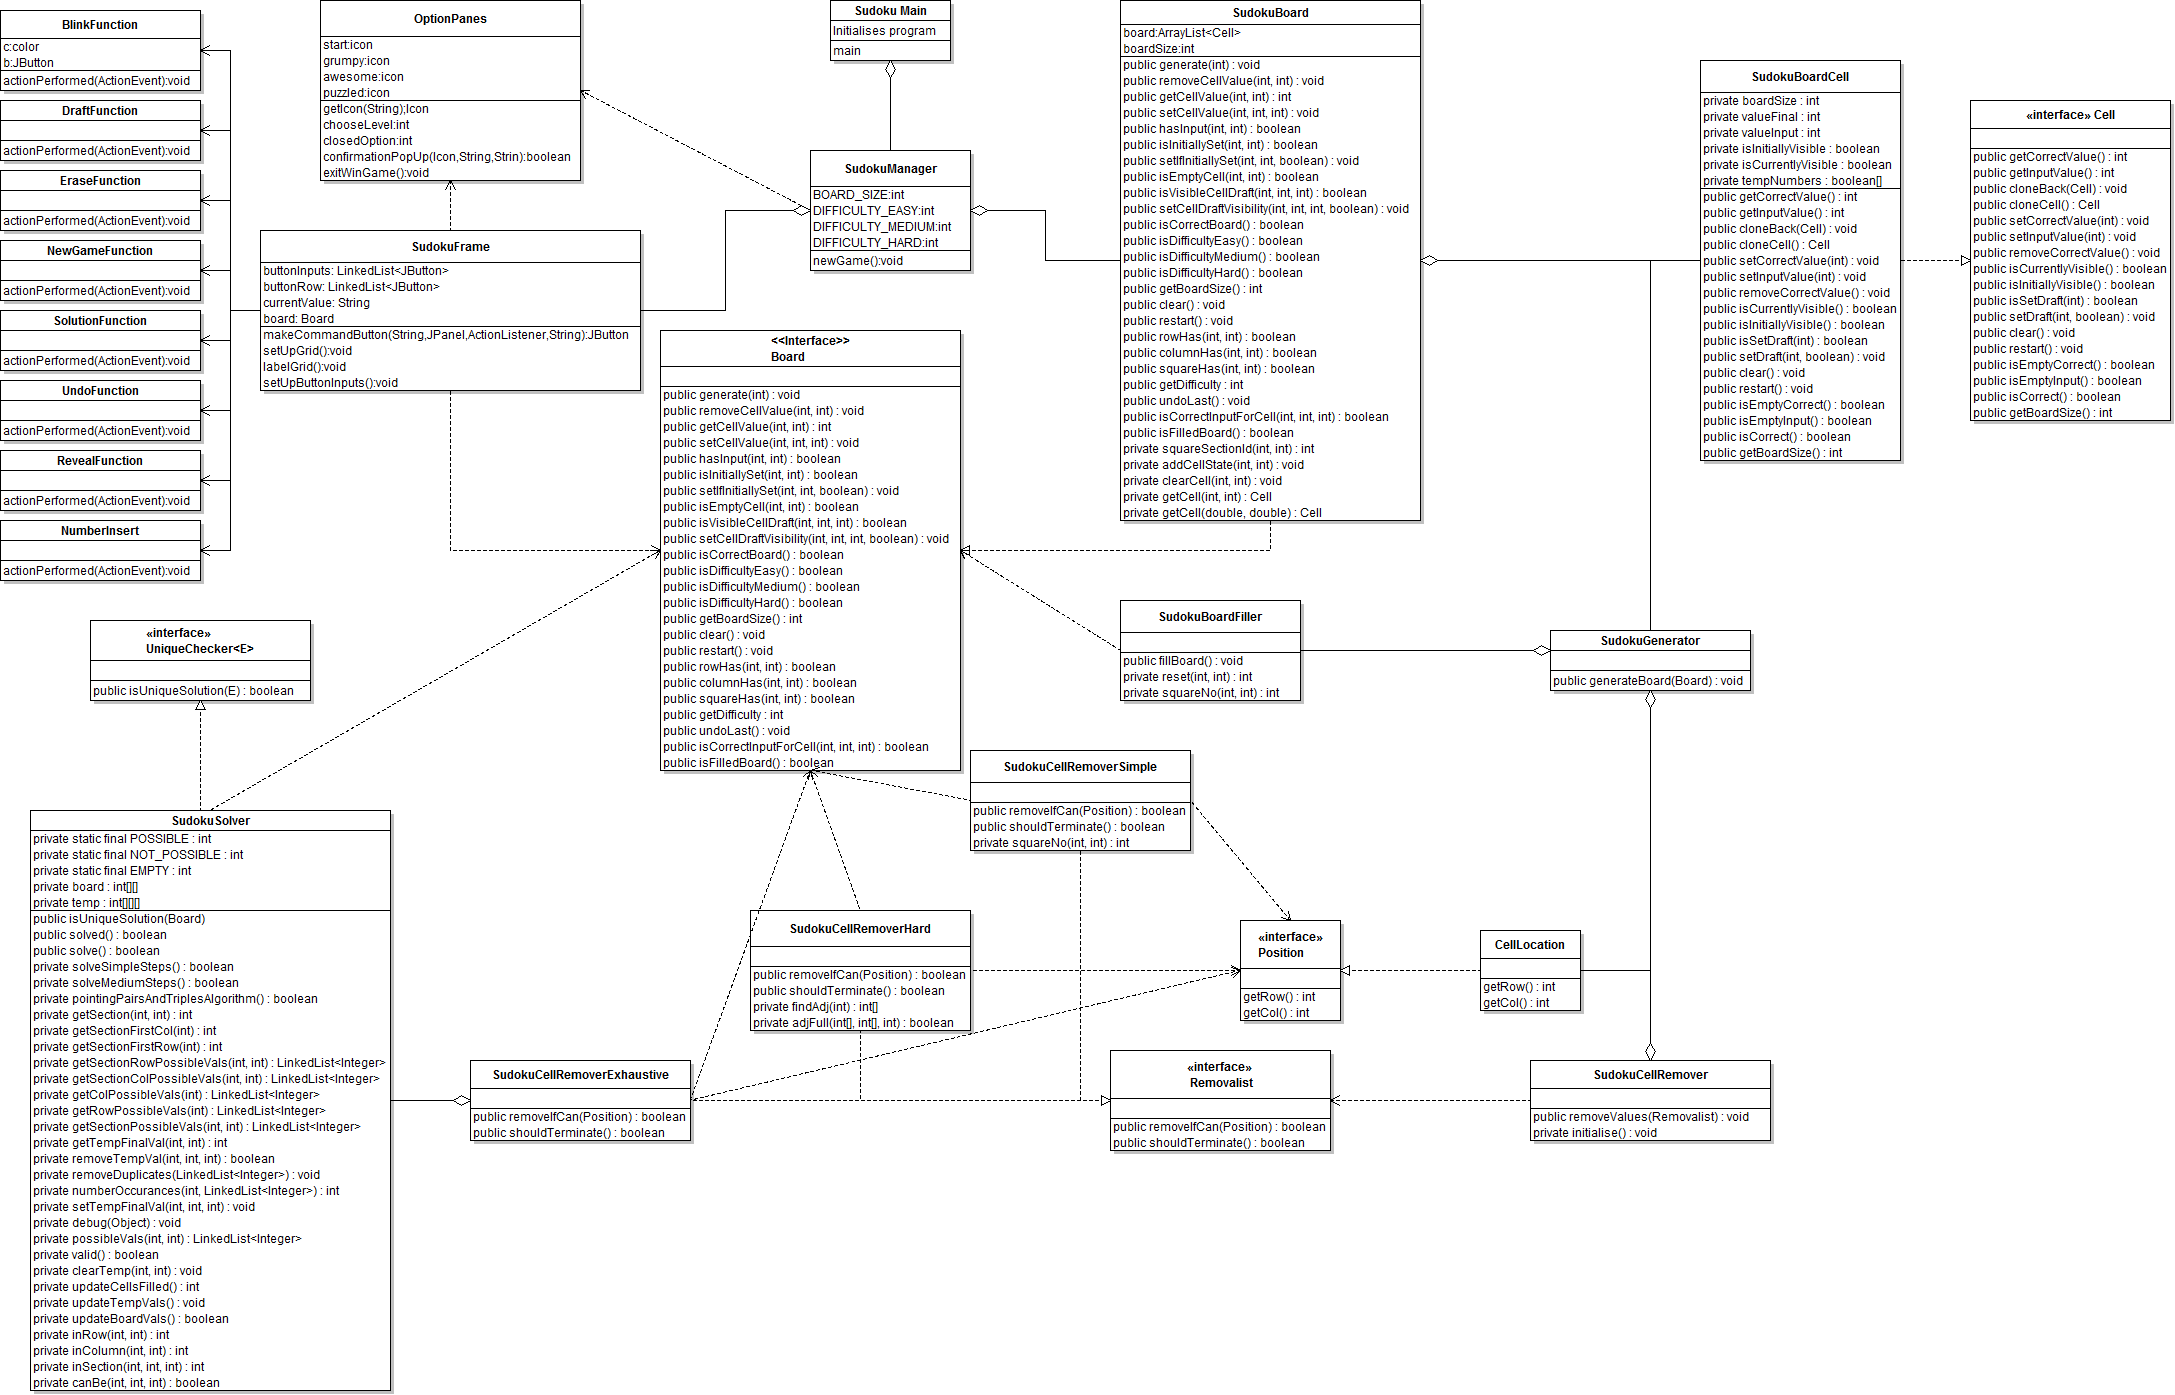 BlinkFunction
c:color
b:JButton
actionPerformed(ActionEvent):void
DraftFunction
actionPerformed(ActionEvent):void
EraseFunction
actionPerformed(ActionEvent):void
NewGameFunction
actionPerformed(ActionEvent):void
SolutionFunction
actionPerformed(ActionEvent):void
UndoFunction
actionPerformed(ActionEvent):void
RevealFunction
actionPerformed(ActionEvent):void
NumberInsert
actionPerformed(ActionEvent):void
OptionPanes
start:icon
grumpy:icon
awesome:icon
puzzled:icon
getIcon(String);Icon
chooseLevel:int
closedOption:int
confirmationPopUp(Icon,String,Strin):boolean
exitWinGame():void
SudokuFrame
buttonInputs: LinkedList<JButton>
buttonRow: LinkedList<JButton>
currentValue: String
board: Board
makeCommandButton(String,JPanel,ActionListener,String):JButton
setUpGrid():void
labelGrid():void
setUpButtonInputs():void
Sudoku Main
Initialises program
main
SudokuManager
BOARD_SIZE:int
DIFFICULTY_EASY:int
DIFFICULTY_MEDIUM:int
DIFFICULTY_HARD:int
newGame():void
<<Interface>>
Board
public generate(int) : void
public removeCellValue(int, int) : void
public getCellValue(int, int) : int
public setCellValue(int, int, int) : void
public hasInput(int, int) : boolean
public isInitiallySet(int, int) : boolean
public setIfInitiallySet(int, int, boolean) : void
public isEmptyCell(int, int) : boolean
public isVisibleCellDraft(int, int, int) : boolean
public setCellDraftVisibility(int, int, int, boolean) : void
public isCorrectBoard() : boolean
public isDifficultyEasy() : boolean
public isDifficultyMedium() : boolean
public isDifficultyHard() : boolean
public getBoardSize() : int
public clear() : void
public restart() : void
public rowHas(int, int) : boolean
public columnHas(int, int) : boolean
public squareHas(int, int) : boolean
public getDifficulty : int
public undoLast() : void
public isCorrectInputForCell(int, int, int) : boolean
public isFilledBoard() : boolean
SudokuBoard
board:ArrayList<Cell>
boardSize:int
public generate(int) : void
public removeCellValue(int, int) : void
public getCellValue(int, int) : int
public setCellValue(int, int, int) : void
public hasInput(int, int) : boolean
public isInitiallySet(int, int) : boolean
public setIfInitiallySet(int, int, boolean) : void
public isEmptyCell(int, int) : boolean
public isVisibleCellDraft(int, int, int) : boolean
public setCellDraftVisibility(int, int, int, boolean) : void
public isCorrectBoard() : boolean
public isDifficultyEasy() : boolean
public isDifficultyMedium() : boolean
public isDifficultyHard() : boolean
public getBoardSize() : int
public clear() : void
public restart() : void
public rowHas(int, int) : boolean
public columnHas(int, int) : boolean
public squareHas(int, int) : boolean
public getDifficulty : int
public undoLast() : void
public isCorrectInputForCell(int, int, int) : boolean
public isFilledBoard() : boolean
private squareSectionId(int, int) : int
private addCellState(int, int) : void
private clearCell(int, int) : void
private getCell(int, int) : Cell
private getCell(double, double) : Cell
SudokuBoardCell
private boardSize : int
private valueFinal : int
private valueInput : int
private isInitiallyVisible : boolean
private isCurrentlyVisible : boolean
private tempNumbers : boolean[]
public getCorrectValue() : int
public getInputValue() : int
public cloneBack(Cell) : void
public cloneCell() : Cell
public setCorrectValue(int) : void
public setInputValue(int) : void
public removeCorrectValue() : void
public isCurrentlyVisible() : boolean
public isInitiallyVisible() : boolean
public isSetDraft(int) : boolean
public setDraft(int, boolean) : void
public clear() : void
public restart() : void
public isEmptyCorrect() : boolean
public isEmptyInput() : boolean
public isCorrect() : boolean
public getBoardSize() : int
«interface» Cell
public getCorrectValue() : int
public getInputValue() : int
public cloneBack(Cell) : void
public cloneCell() : Cell
public setCorrectValue(int) : void
public setInputValue(int) : void
public removeCorrectValue() : void
public isCurrentlyVisible() : boolean
public isInitiallyVisible() : boolean
public isSetDraft(int) : boolean
public setDraft(int, boolean) : void
public clear() : void
public restart() : void
public isEmptyCorrect() : boolean
public isEmptyInput() : boolean
public isCorrect() : boolean
public getBoardSize() : int
SudokuBoardFiller
public fillBoard() : void
private reset(int, int) : int
private squareNo(int, int) : int
SudokuGenerator
public generateBoard(Board) : void
«interface»
UniqueChecker<E>
public isUniqueSolution(E) : boolean
SudokuSolver
private static final POSSIBLE : int
private static final NOT_POSSIBLE : int
private static final EMPTY : int
private board : int[][]
private temp : int[][][]
public isUniqueSolution(Board)
public solved() : boolean
public solve() : boolean
private solveSimpleSteps() : boolean
private solveMediumSteps() : boolean
private pointingPairsAndTriplesAlgorithm() : boolean
private getSection(int, int) : int
private getSectionFirstCol(int) : int
private getSectionFirstRow(int) : int
private getSectionRowPossibleVals(int, int) : LinkedList<Integer>
private getSectionColPossibleVals(int, int) : LinkedList<Integer>
private getColPossibleVals(int) : LinkedList<Integer>
private getRowPossibleVals(int) : LinkedList<Integer>
private getSectionPossibleVals(int, int) : LinkedList<Integer>
private getTempFinalVal(int, int) : int
private removeTempVal(int, int, int) : boolean
private removeDuplicates(LinkedList<Integer>) : void
private numberOccurances(int, LinkedList<Integer>) : int
private setTempFinalVal(int, int, int) : void
private debug(Object) : void
private possibleVals(int, int) : LinkedList<Integer>
private valid() : boolean
private clearTemp(int, int) : void
private updateCellsFilled() : int
private updateTempVals() : void
private updateBoardVals() : boolean
private inRow(int, int) : int
private inColumn(int, int) : int
private inSection(int, int, int) : int
private canBe(int, int, int) : boolean
SudokuCellRemoverSimple
public removeIfCan(Position) : boolean
public shouldTerminate() : boolean
private squareNo(int, int) : int
SudokuCellRemoverHard
public removeIfCan(Position) : boolean
public shouldTerminate() : boolean
private findAdj(int) : int[]
private adjFull(int[], int[], int) : boolean
SudokuCellRemoverExhaustive
public removeIfCan(Position) : boolean
public shouldTerminate() : boolean
«interface»
Position
getRow() : int
getCol() : int
CellLocation
getRow() : int
getCol() : int
«interface»
Removalist
public removeIfCan(Position) : boolean
public shouldTerminate() : boolean
SudokuCellRemover
public removeValues(Removalist) : void
private initialise() : void